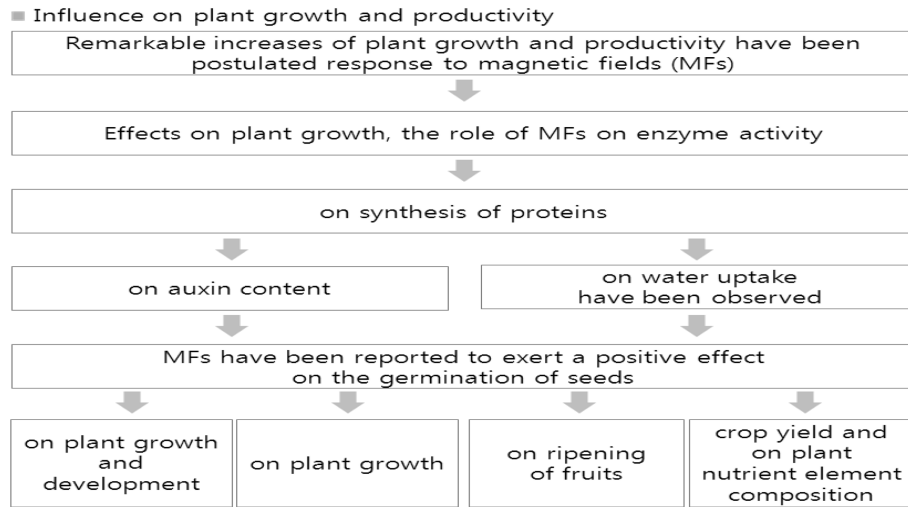 Influence on plant growth and productivity
Remarkable increases of plant growth and productivity have been
postulated response to magnetic fields (MFs)
Effects on plant growth, the role of MFs on enzyme activity
on synthesis of proteins
on auxin content
on water uptake
have been observed
MFs have been reported to exert a positive effect
on the germination of seeds
on plant growth
and
development
on plant growth
on ripening
of fruits
crop yield and
on plant
nutrient element
composition